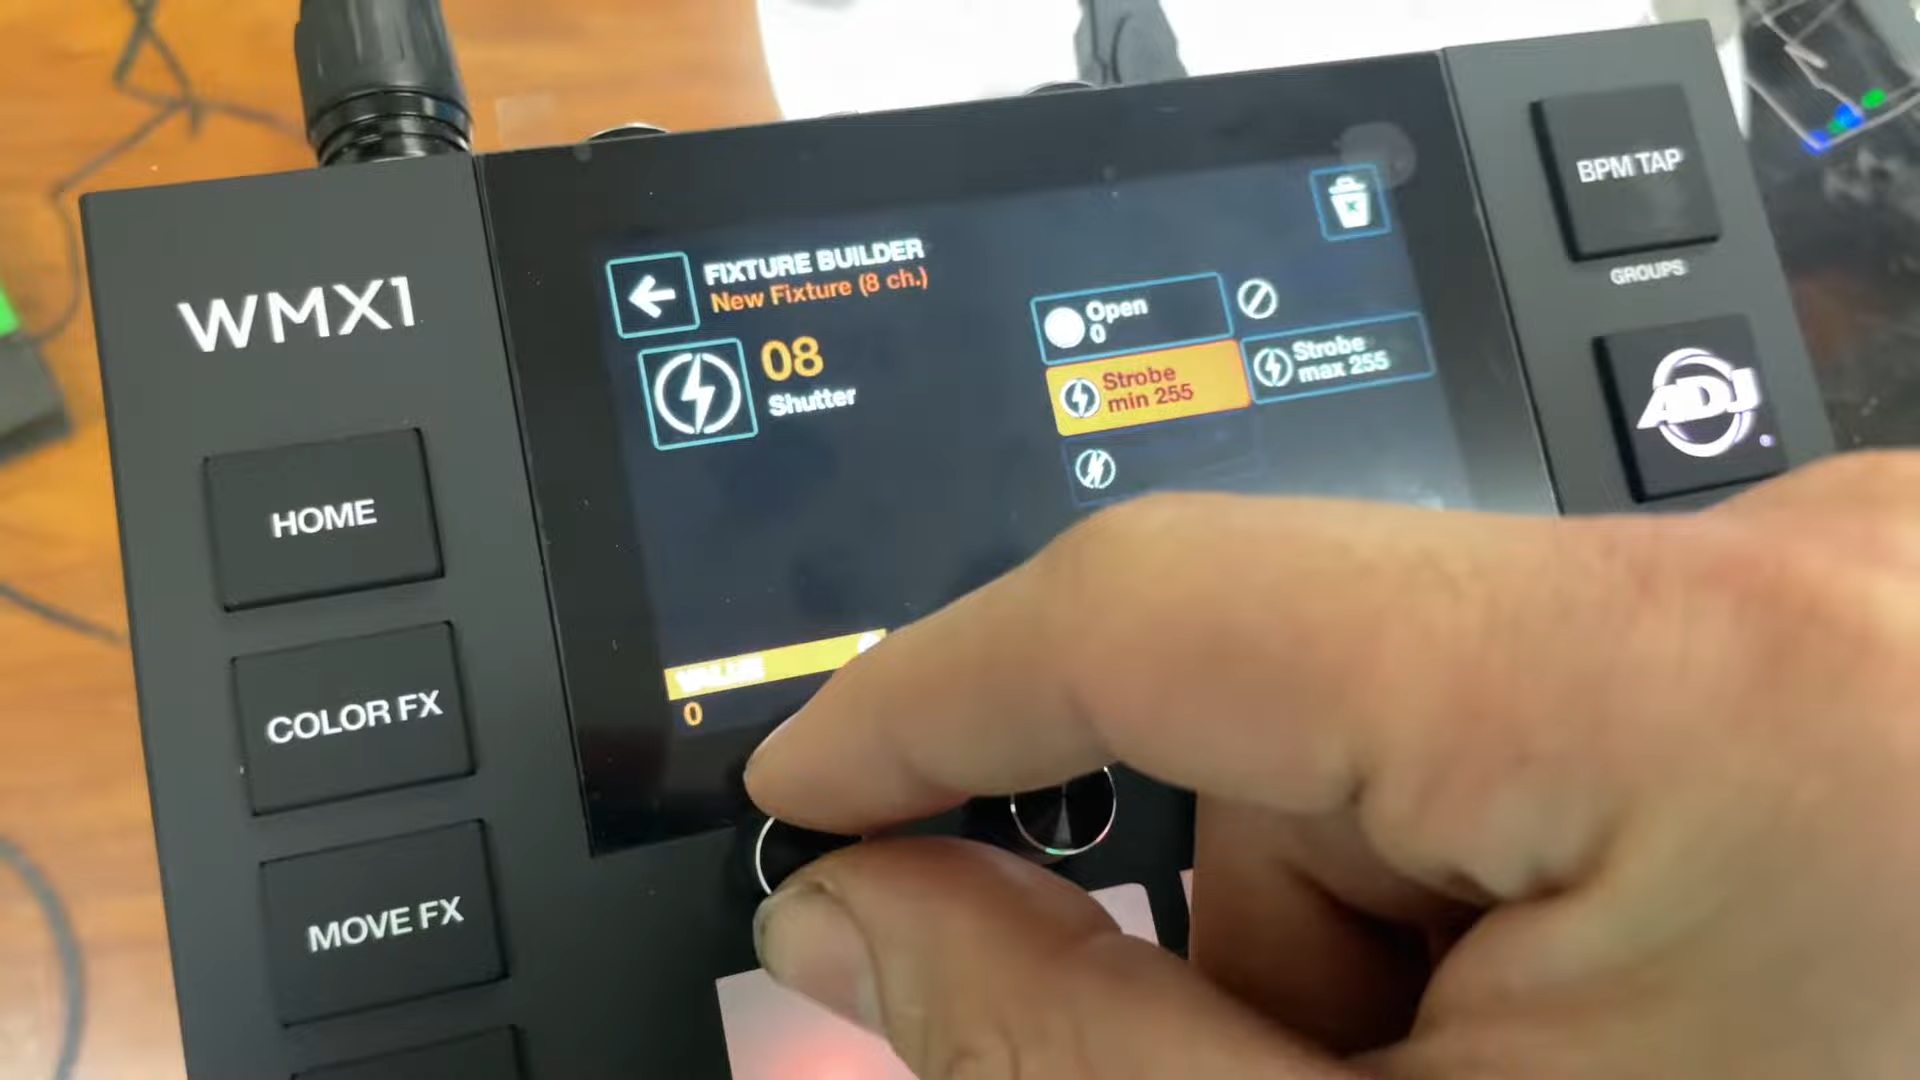 WMX1
HOME
COLOR FX
MOVE FX
FIXTURE BUILDER
New Fixture (8 ch.)
08
Shutter
Open
0
Strobe
min 255
Strobe
max 255
VALUE
0
BPM TAP
GROUPS
ADJ